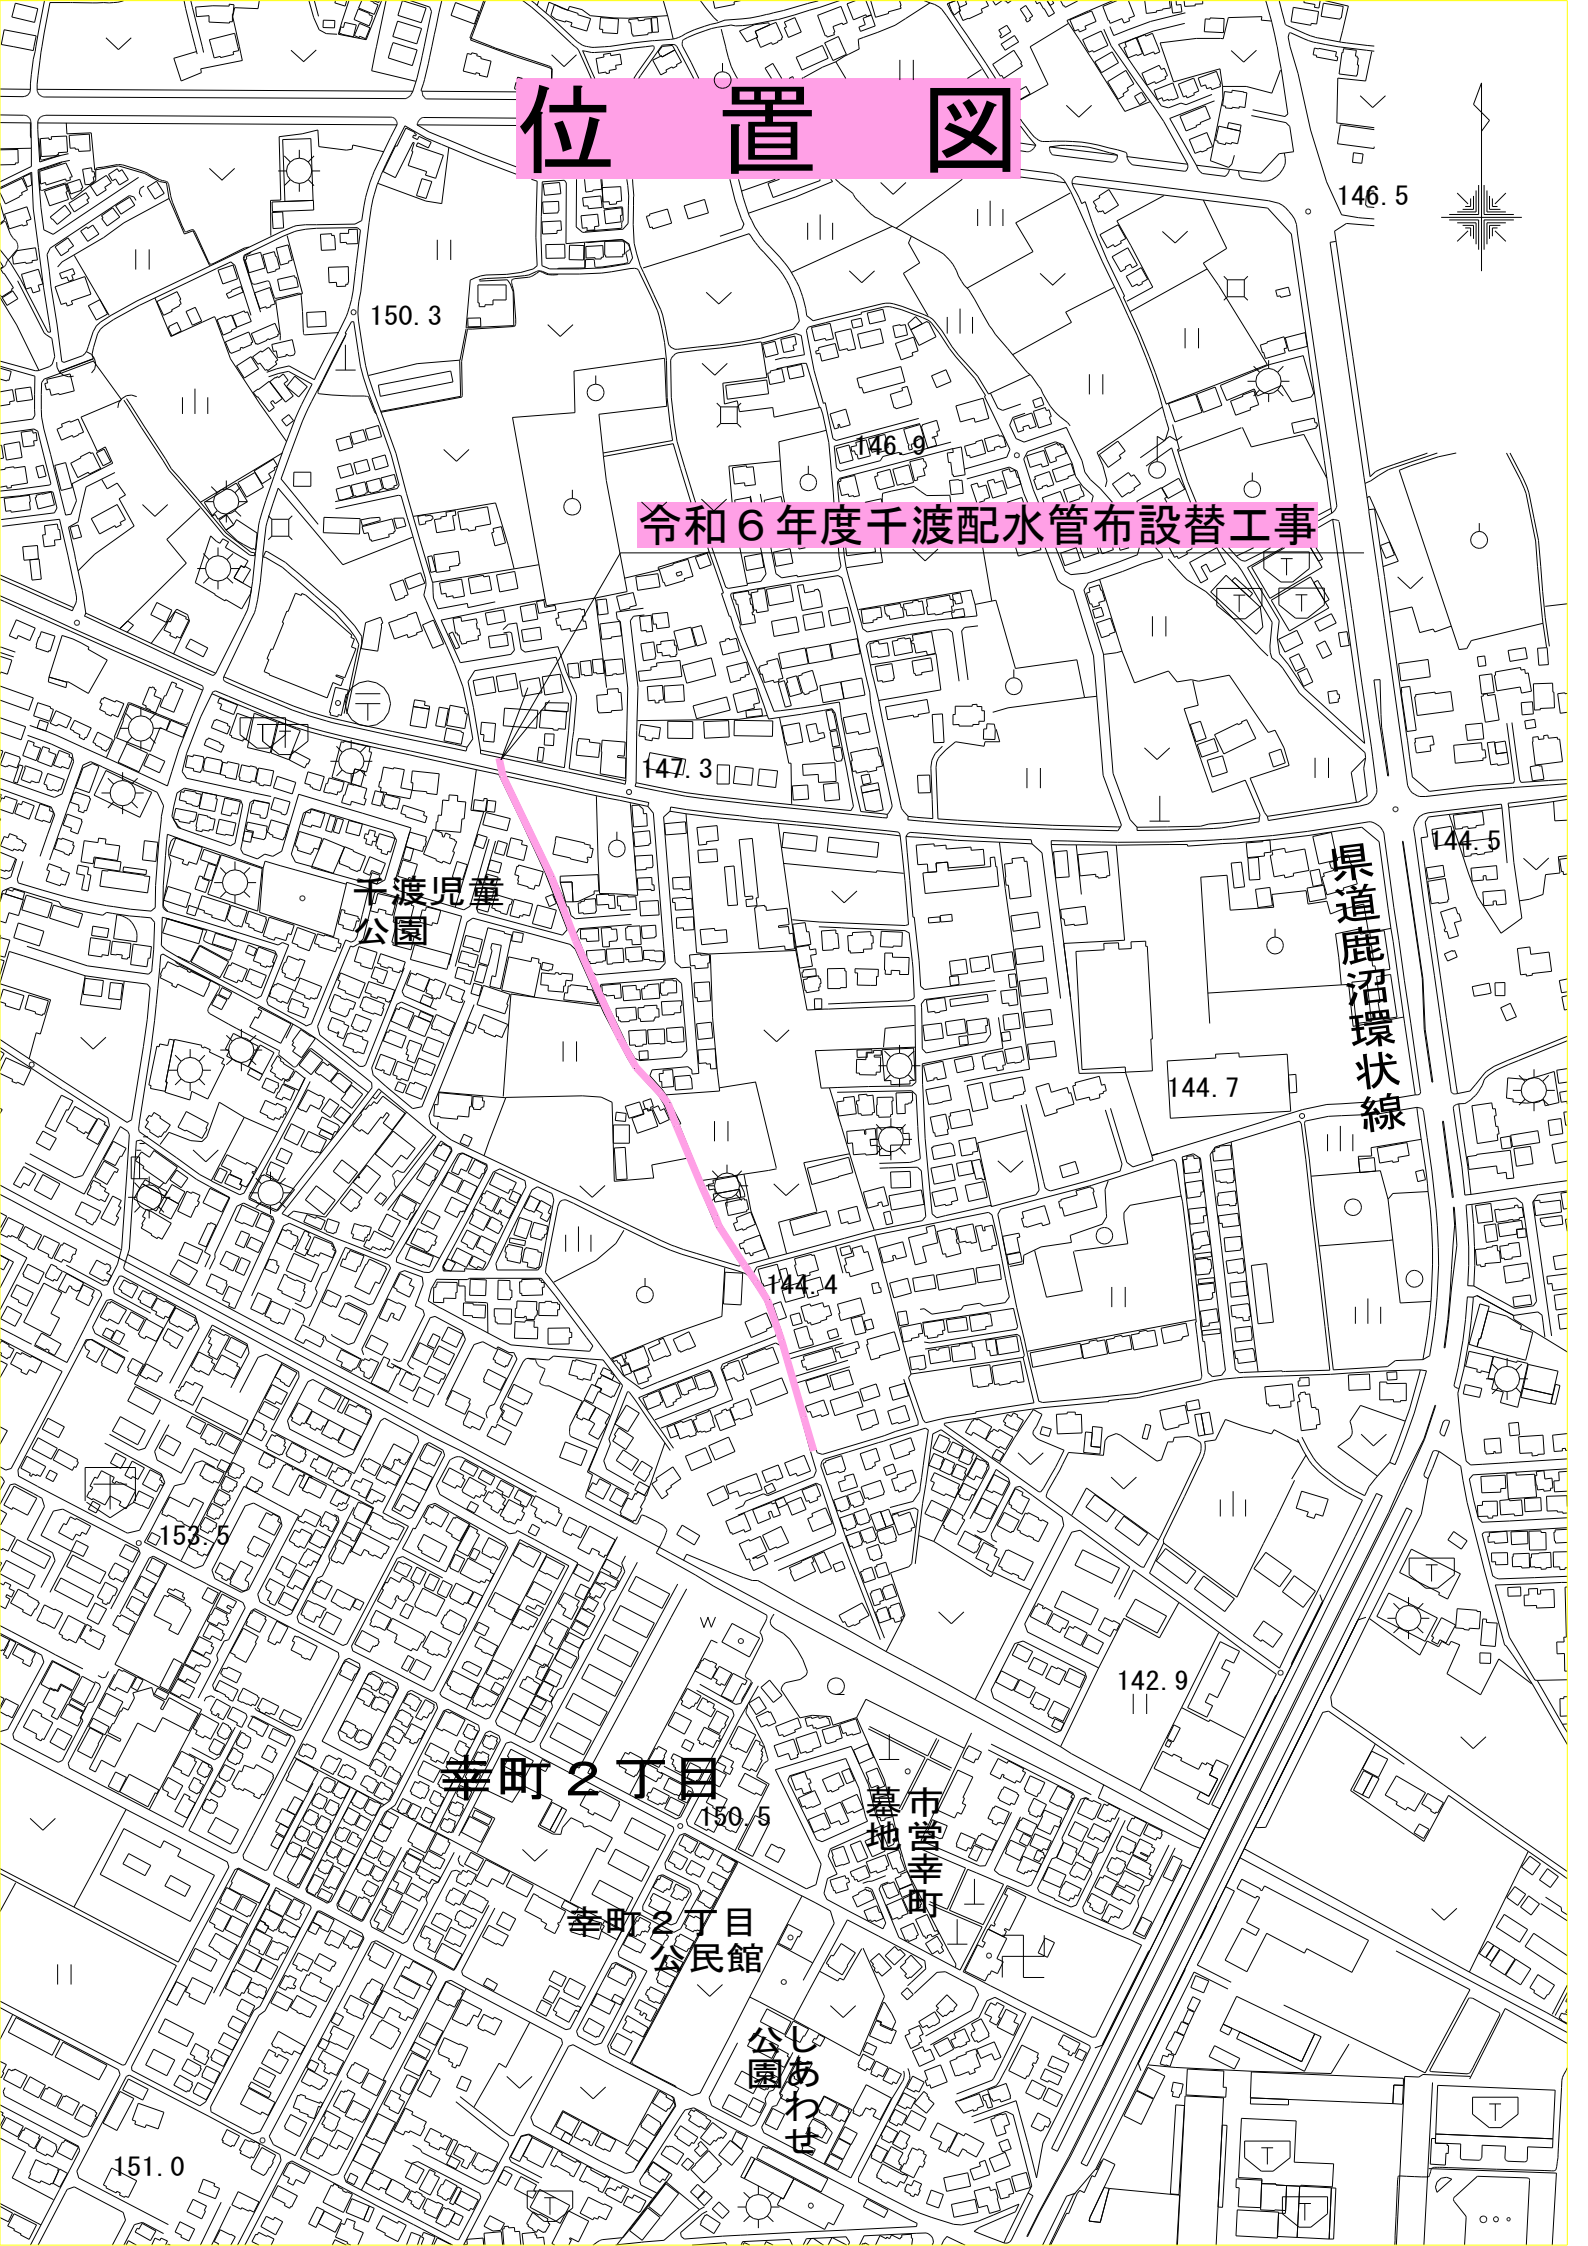 位 置 図
146.5
150.3
146.9
令和６年度千渡配水管布設替工事
147.3
144.5
県道鹿沼環状線
千渡児童
公園
144.7
144.4
153.5
142.9
幸町２丁目
150.5
市営幸町
墓地
幸町２丁目
公民館
しあわせ
公園
151.0